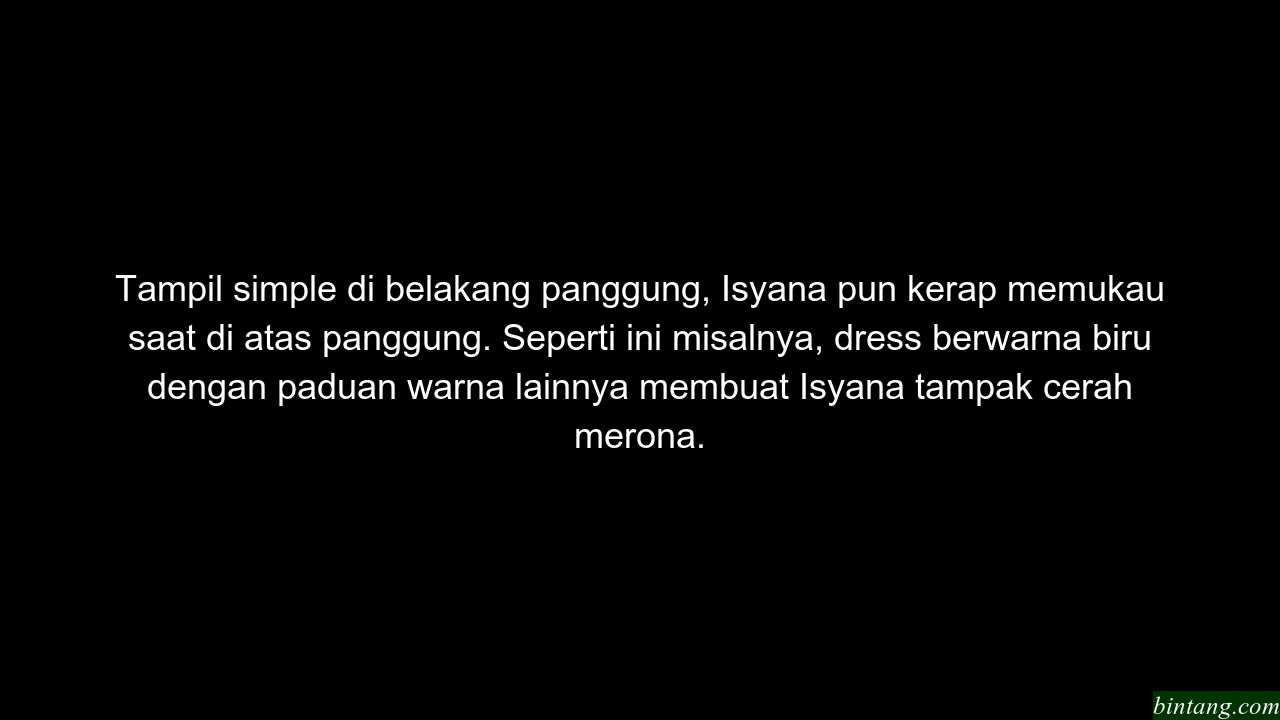 Tampil simple di belakang panggung, Isyana pun kerap memukau
saat di atas panggung. Seperti ini misalnya, dress berwarna biru
dengan paduan warna lainnya membuat Isyana tampak cerah
merona.
bintang.com